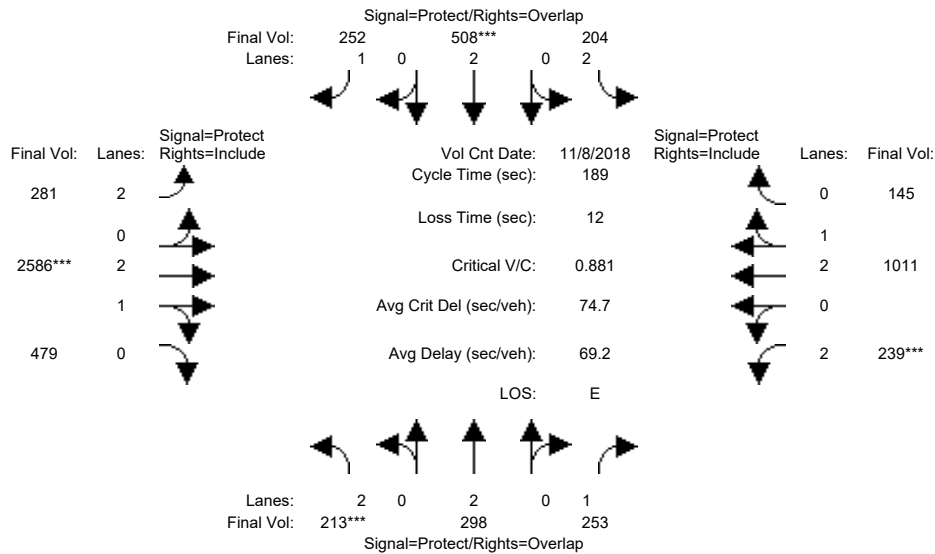 Signal=Protect/Rights=Overlap
Final Vol: 252 508*** 204
Lanes: 1 0 2 0 2
Signal=Protect
Final Vol: Lanes: Rights=Include
Vol Cnt Date: 11/8/2018
Signal=Protect
Rights=Include Lanes: Final Vol:
Cycle Time (sec): 189
281 2
0 145
Loss Time (sec): 12
0
1
2586*** 2
Critical V/C: 0.881
2 1011
1
Avg Crit Del (sec/veh): 74.7
0
479 0
Avg Delay (sec/veh): 69.2
2 239***
LOS: E
Lanes: 2 0 2 0 1
Final Vol: 213*** 298 253
Signal=Protect/Rights=Overlap